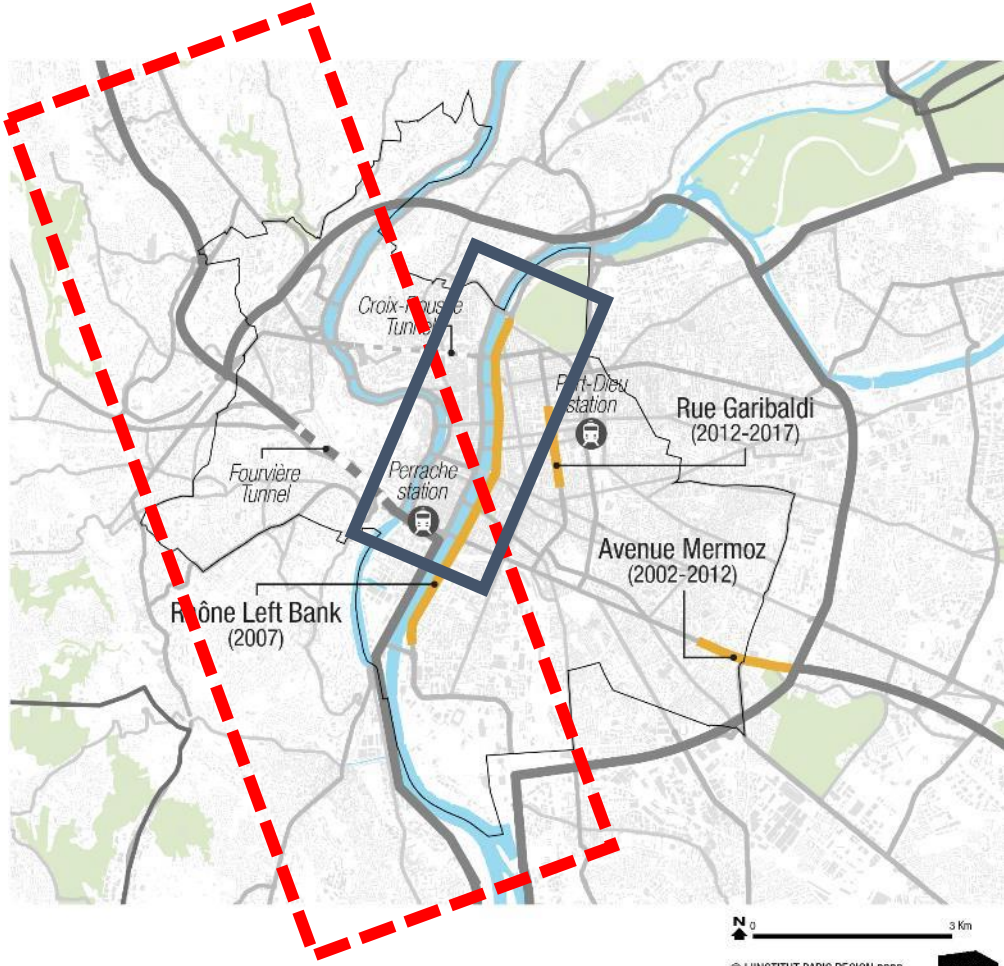 Croix-Rousse
Tunnel
Part-Dieu
station
Rue Garibaldi
(2012-2017)
Fourvière
Tunnel
Perrache
station
Avenue Mermoz
(2002-2012)
Rhône Left Bank
(2007)
N 0 3 Km